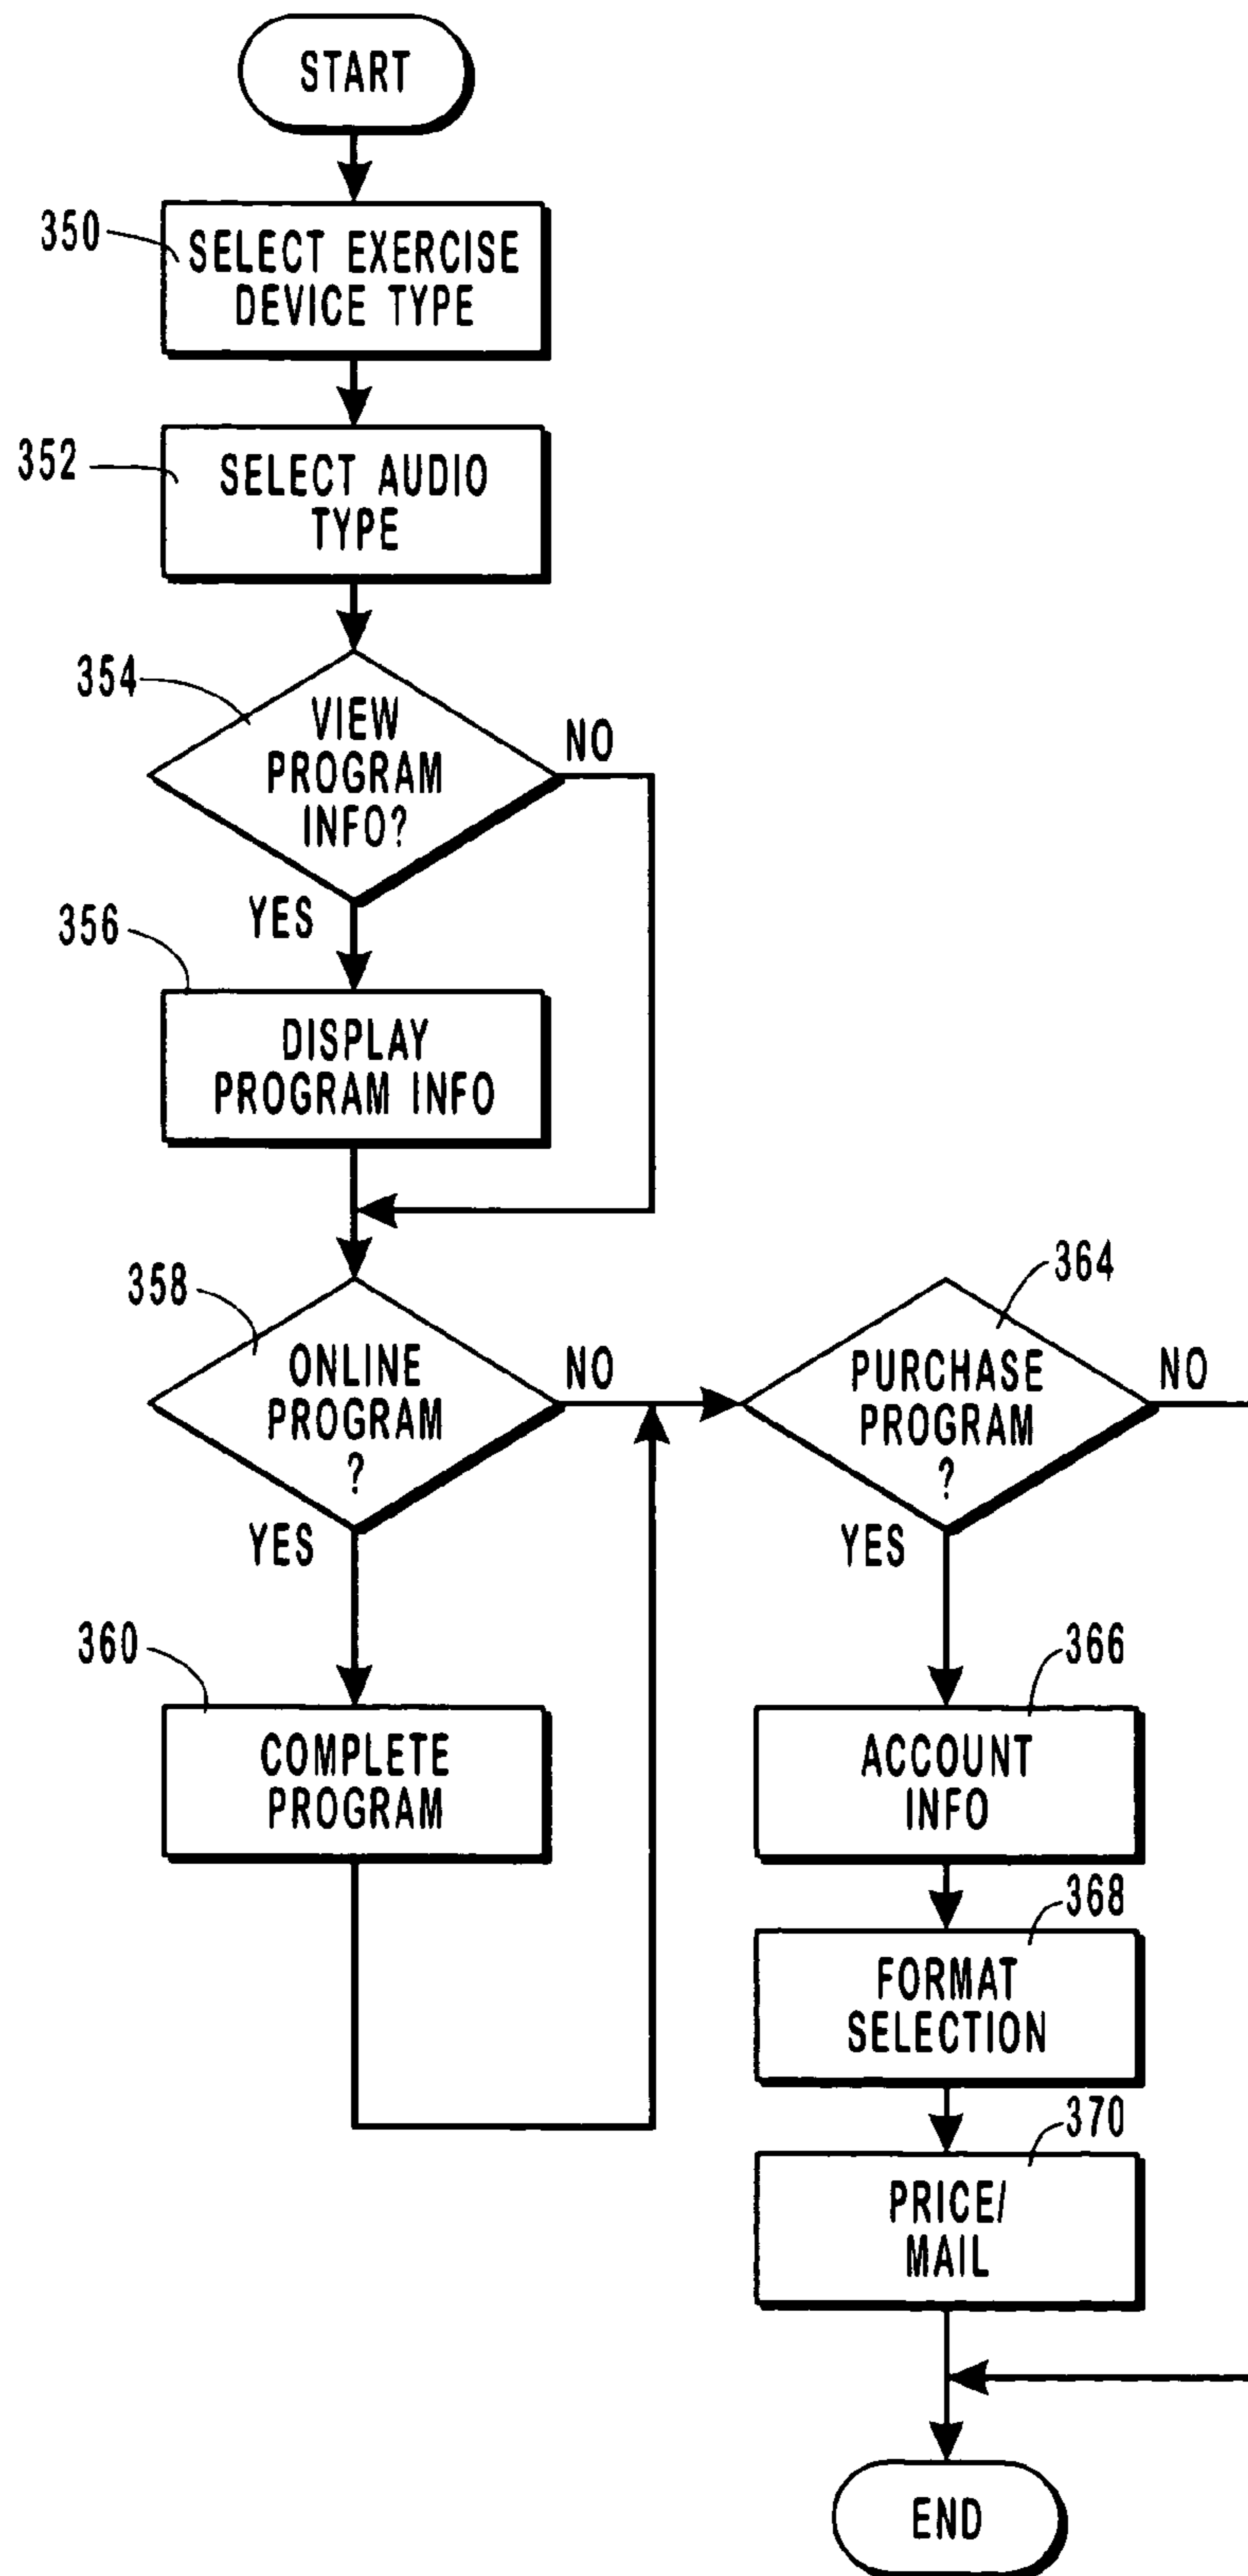 START
350
SELECT EXERCISE
DEVICE TYPE
352
SELECT AUDIO
TYPE
354
VIEW
PROGRAM
INFO?
NO
YES
356
DISPLAY
PROGRAM INFO
358
ONLINE
PROGRAM
?
NO
YES
360
COMPLETE
PROGRAM
364
PURCHASE
PROGRAM
?
NO
YES
366
ACCOUNT
INFO
368
FORMAT
SELECTION
370
PRICE/
MAIL
END